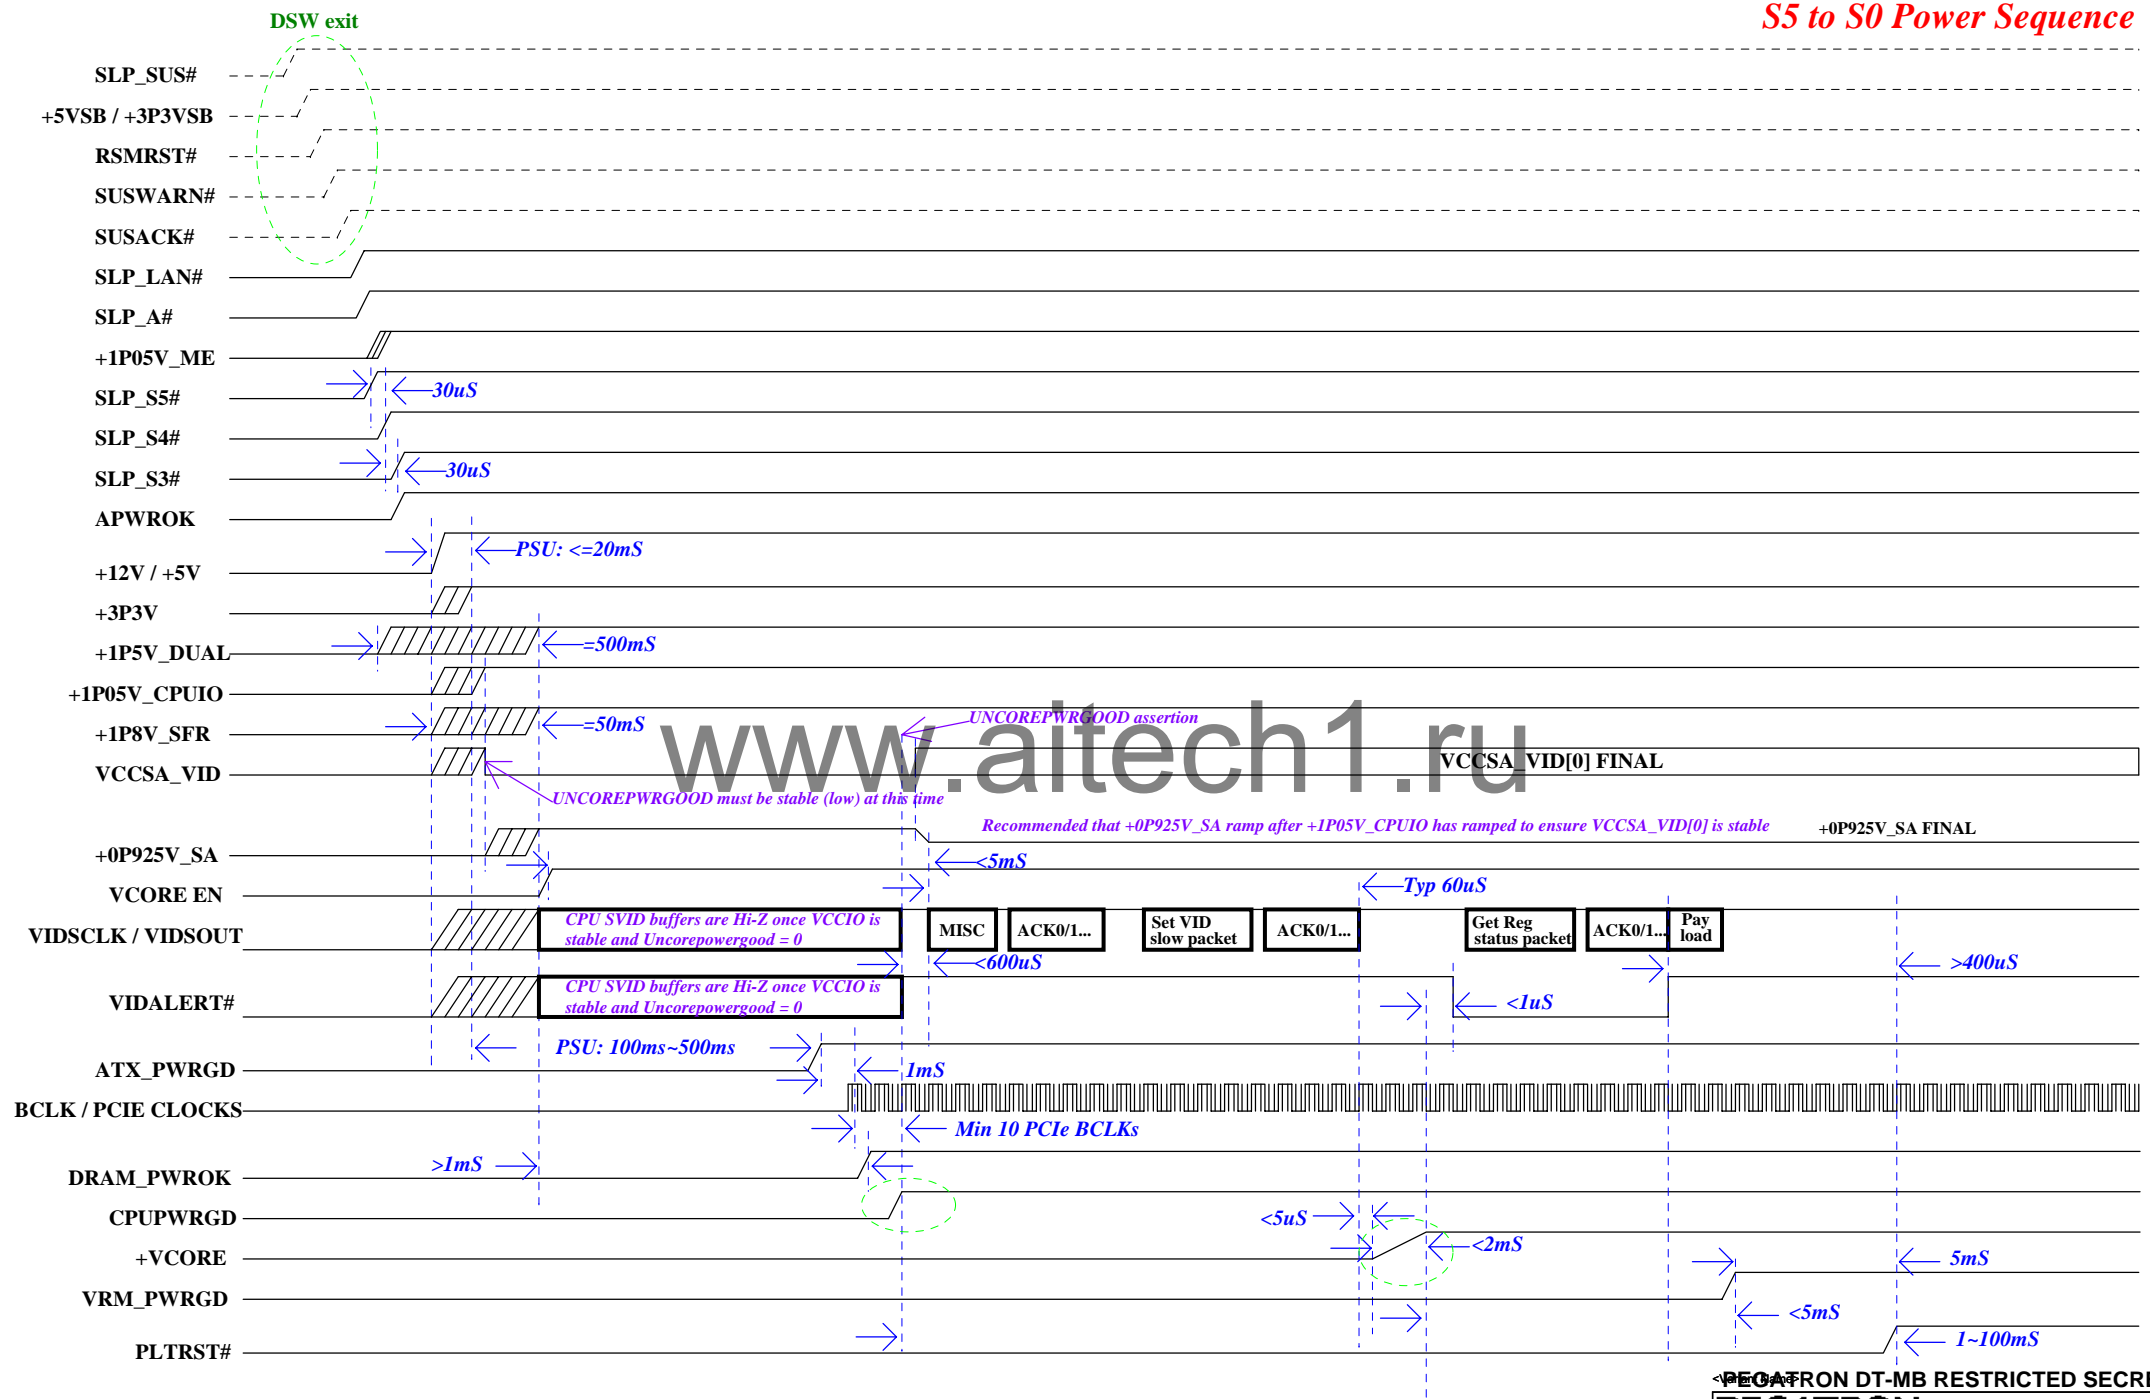 DSW exit
S5 to S0 Power Sequence
SLP_SUS#
+5VSB / +3P3VSB
RSMRST#
SUSWARN#
SUSACK#
SLP_LAN#
SLP_A#
+1P05V_ME
SLP_S5#
30uS
SLP_S4#
SLP_S3#
30uS
APWROK
PSU: <=20mS
+12V / +5V
+3P3V
+1P5V_DUAL
=500mS
+1P05V_CPUIO
UNCOREPWRGOOD assertion
+1P8V_SFR
=50mS
www.aitech1.ru
VCCSA_VID
VCCSA_VID[0] FINAL
UNCOREPWRGOOD must be stable (low) at this time
Recommended that +0P925V_SA ramp after +1P05V_CPUIO has ramped to ensure VCCSA_VID[0] is stable
+0P925V_SA FINAL
+0P925V_SA
<5mS
VCORE EN
Typ 60uS
VIDSCLK / VIDSOUT
CPU SVID buffers are Hi-Z once VCCIO is
stable and Uncorepowergood = 0
MISC
ACK0/1...
Set VID
slow packet
ACK0/1...
Get Reg
status packet
ACK0/1...
Pay
load
<600uS
>400uS
VIDALERT#
CPU SVID buffers are Hi-Z once VCCIO is
stable and Uncorepowergood = 0
<1uS
PSU: 100ms~500ms
ATX_PWRGD
1mS
BCLK / PCIE CLOCKS
Min 10 PCIe BCLKs
>1mS
DRAM_PWROK
CPUPWRGD
<5uS
+VCORE
<2mS
5mS
VRM_PWRGD
<5mS
PLTRST#
1~100mS
<Variant Name>
PEGATRON DT-MB RESTRICTED SECRE